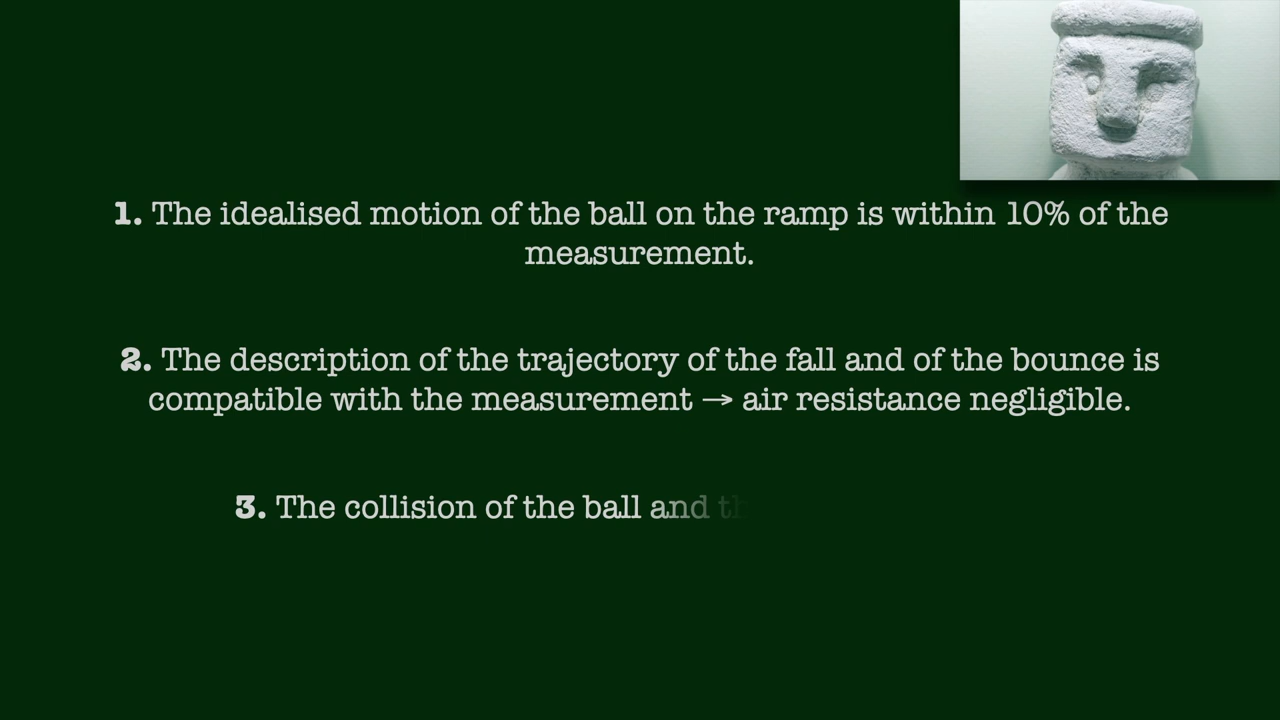 1. The idealised motion of the ball on the ramp is within 10% of the
measurement.
2. The description of the trajectory of the fall and of the bounce is
compatible with the measurement → air resistance negligible.
3. The collision of the ball and